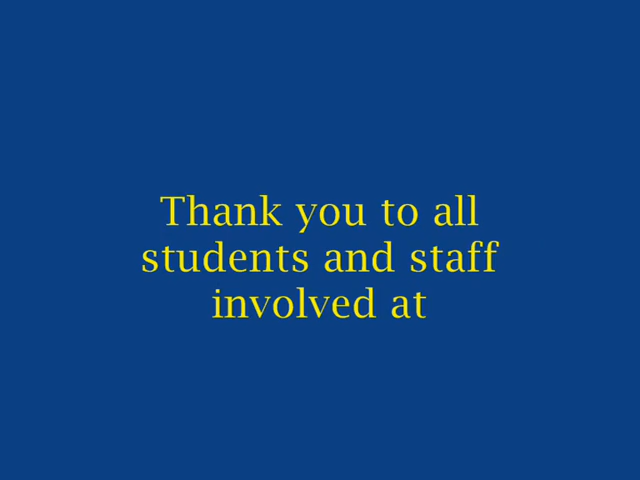 Thank you to all
students and staff
involved at